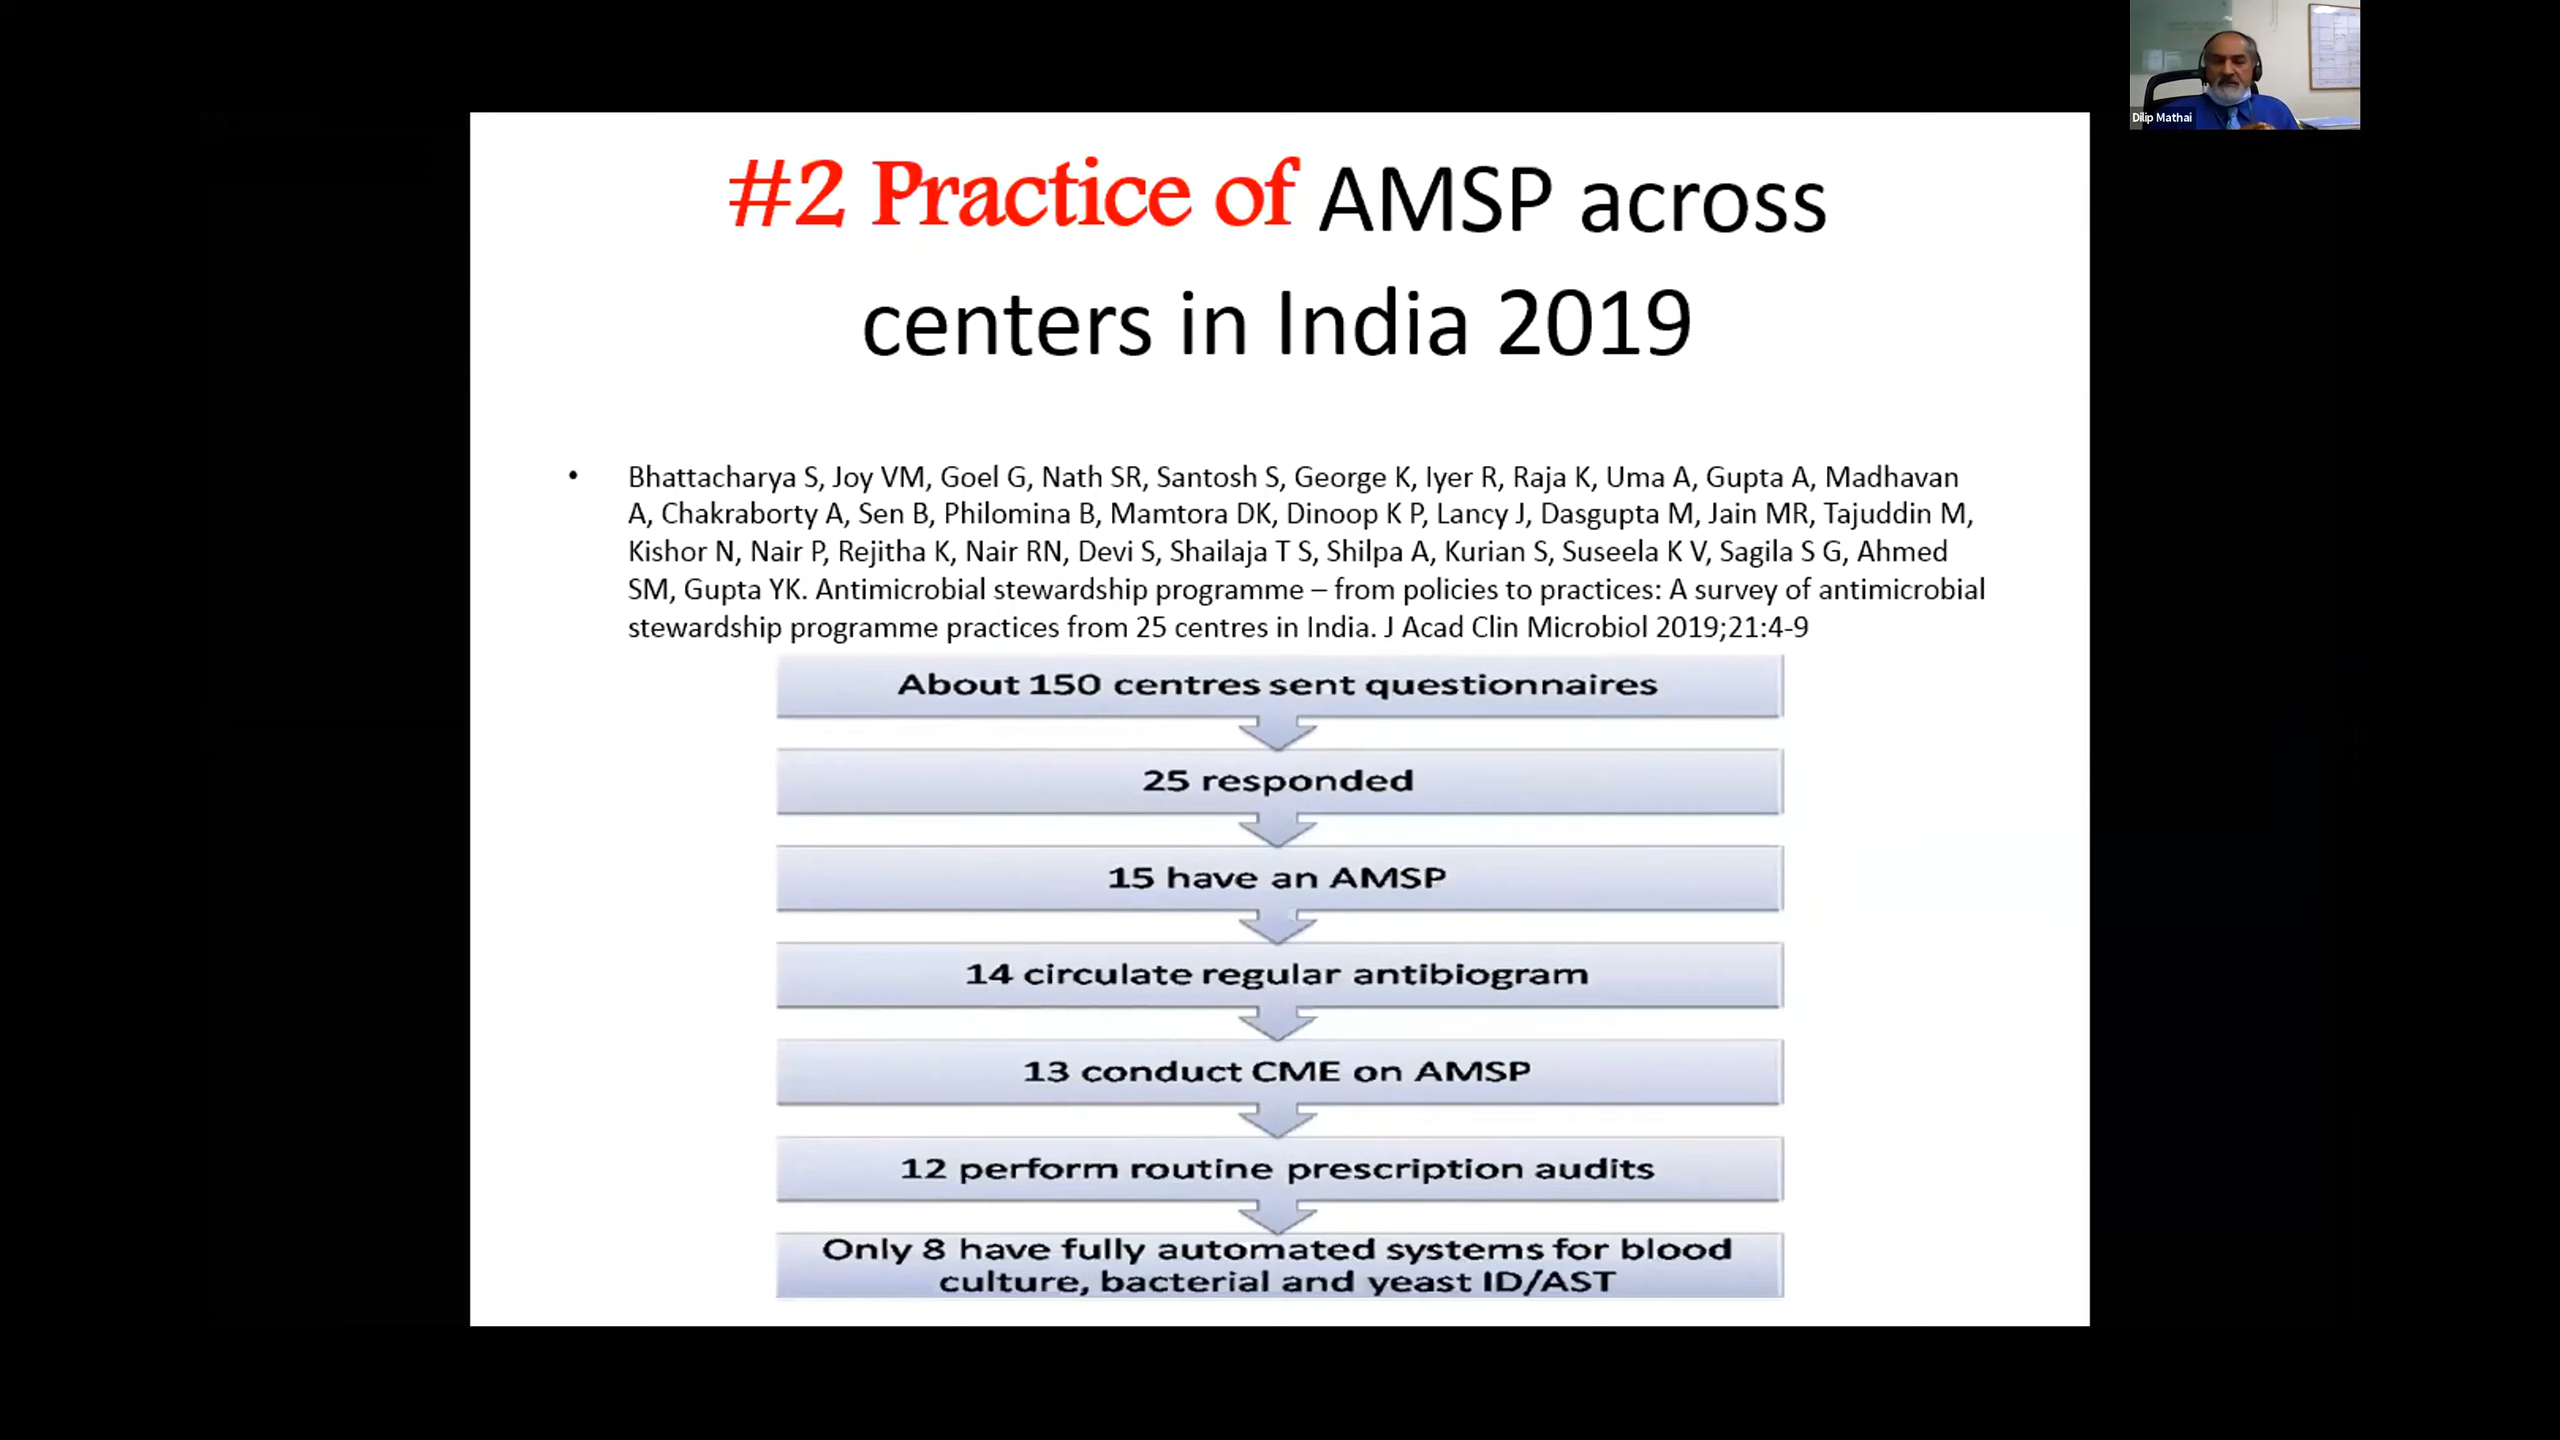 Dilip Mathai
#2 Practice of AMSP across
centers in India 2019
• Bhattacharya S, Joy VM, Goel G, Nath SR, Santosh S, George K, Iyer R, Raja K, Uma A, Gupta A, Madhavan
A, Chakraborty A, Sen B, Philomina B, Mamtora DK, Dinoop K P, Lancy J, Dasgupta M, Jain MR, Tajuddin M,
Kishor N, Nair P, Rejitha K, Nair RN, Devi S, Shailaja T S, Shilpa A, Kurian S, Suseela K V, Sagila S G, Ahmed
SM, Gupta YK. Antimicrobial stewardship programme – from policies to practices: A survey of antimicrobial
stewardship programme practices from 25 centres in India. J Acad Clin Microbiol 2019;21:4-9
About 150 centres sent questionnaires
25 responded
15 have an AMSP
14 circulate regular antibiogram
13 conduct CME on AMSP
12 perform routine prescription audits
Only 8 have fully automated systems for blood
culture, bacterial and yeast ID/AST